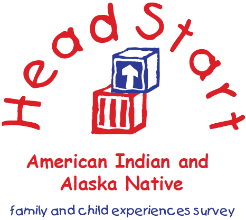 Head Start
American Indian and
Alaska Native
family and child experiences survey